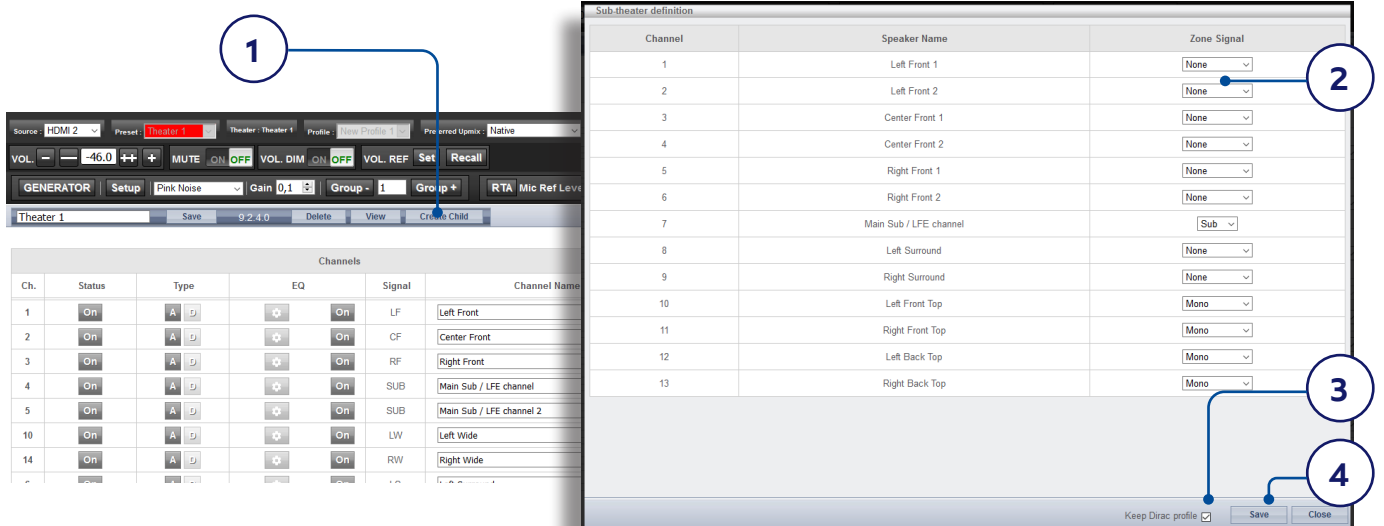 1
Source : HDMI 2 Preset : Theater 1 Theater : Theater 1 Profile : New Profile 1 Preferred Upmix : Native
VOL. -46.0 ++ + MUTE ON OFF VOL. DIM ON OFF VOL. REF Set Recall
GENERATOR Setup Pink Noise Gain 0,1 Group - 1 Group + RTA Mic Ref Leve
Theater 1 Save 9.2.4.0 Delete View Create Child
Channels
Ch. Status Type EQ Signal Channel Name
1 On A D On LF Left Front
2 On A D On CF Center Front
3 On A D On RF Right Front
4 On A D On SUB Main Sub / LFE channel
5 On A D On SUB Main Sub / LFE channel 2
10 On A D On LW Left Wide
14 On A D On RW Right Wide
Sub-theater definition
Channel Speaker Name Zone Signal
1 Left Front 1 None
2 Left Front 2 None
3 Center Front 1 None
4 Center Front 2 None
5 Right Front 1 None
6 Right Front 2 None
7 Main Sub / LFE channel Sub
8 Left Surround None
9 Right Surround None
10 Left Front Top Mono
11 Right Front Top Mono
12 Left Back Top Mono
13 Right Back Top Mono
2
3
4
Keep Dirac profile Save Close